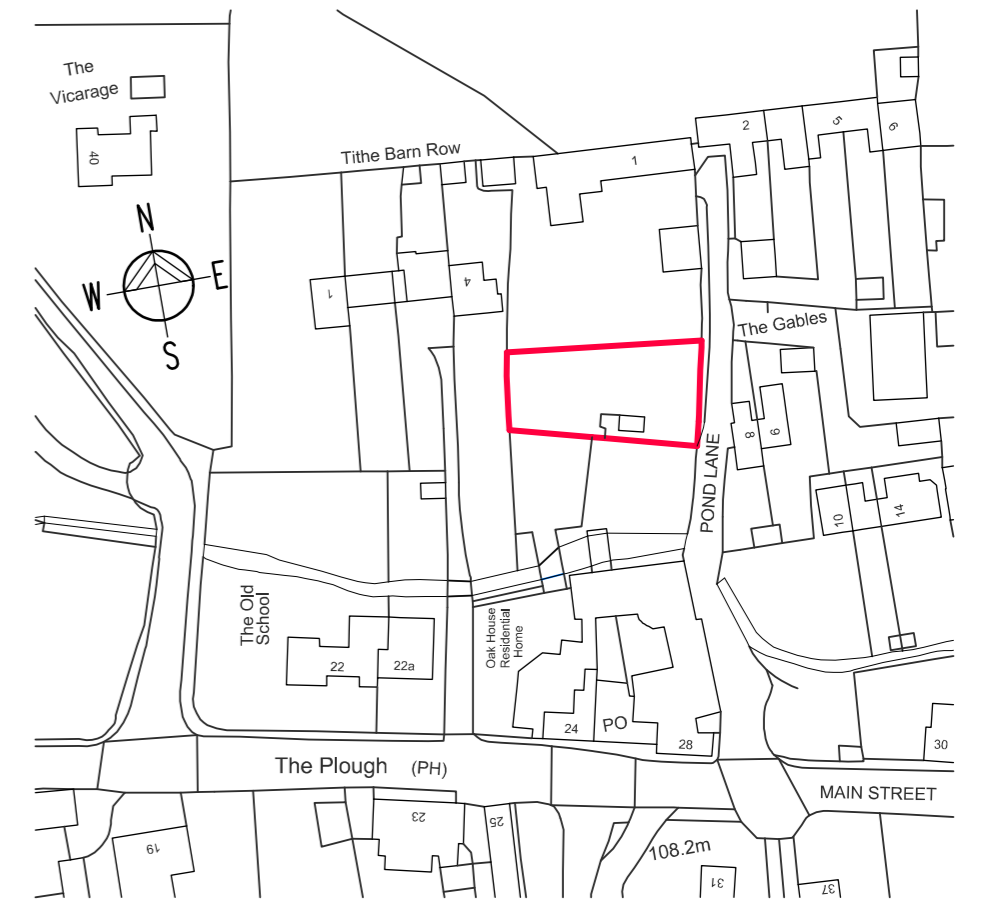 The
Vicarage
40
Tithe Barn Row
1
2
5
6
N
W
E
S
1
4
The Gables
8
9
POND LANE
10
14
The Old
School
22
22a
Oak House
Residential
Home
24
PO
28
30
The Plough (PH)
MAIN STREET
19
23
25
108.2m
31
37